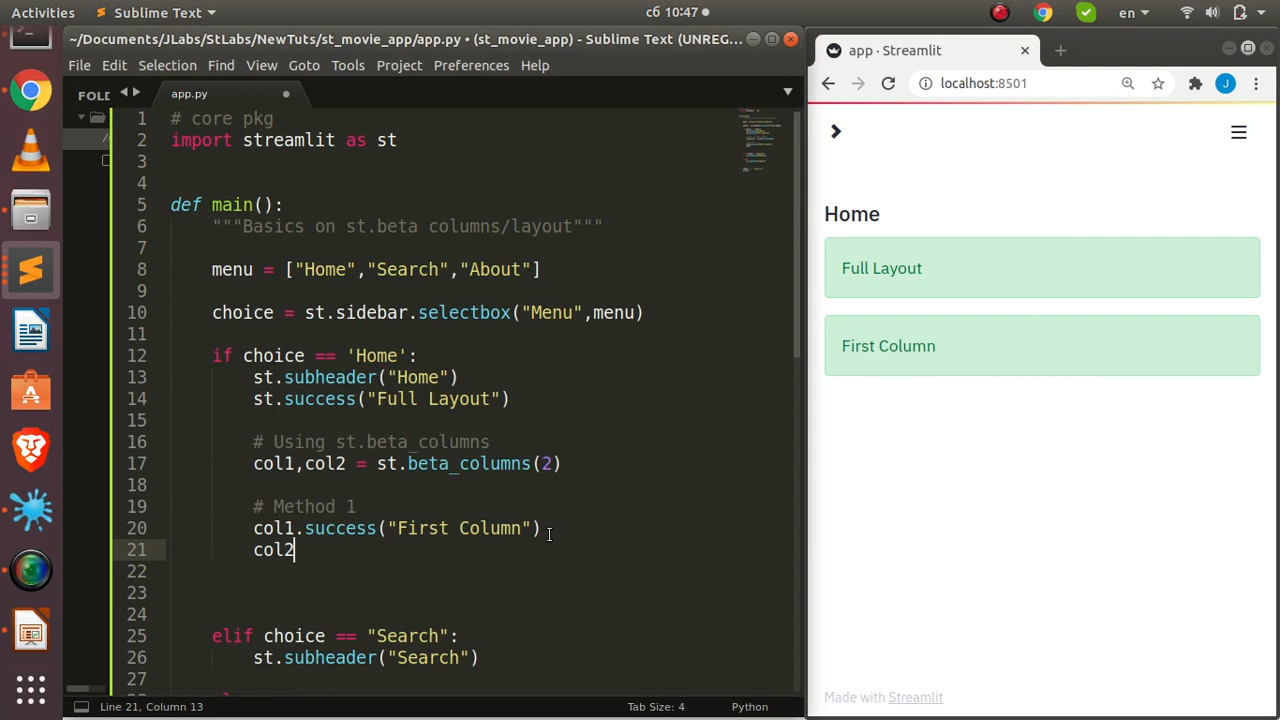 Activities
Sublime Text
сб 10:47
en
~/Documents/JLabs/StLabs/NewTuts/st_movie_app/app.py • (st_movie_app) - Sublime Text (UNREG...
File Edit Selection Find View Goto Tools Project Preferences Help
FOLD
app.py
1 # core pkg
2 import streamlit as st
3
4
5 def main():
6 """Basics on st.beta columns/layout"""
7
8 menu = ["Home","Search","About"]
9
10 choice = st.sidebar.selectbox("Menu",menu)
11
12 if choice == 'Home':
13 st.subheader("Home")
14 st.success("Full Layout")
15
16 # Using st.beta_columns
17 col1,col2 = st.beta_columns(2)
18
19 # Method 1
20 col1.success("First Column")
21 col2
22
23
24
25 elif choice == "Search":
26 st.subheader("Search")
27
Line 21, Column 13
Tab Size: 4
Python
app · Streamlit
localhost:8501
J
Home
Full Layout
First Column
Made with Streamlit